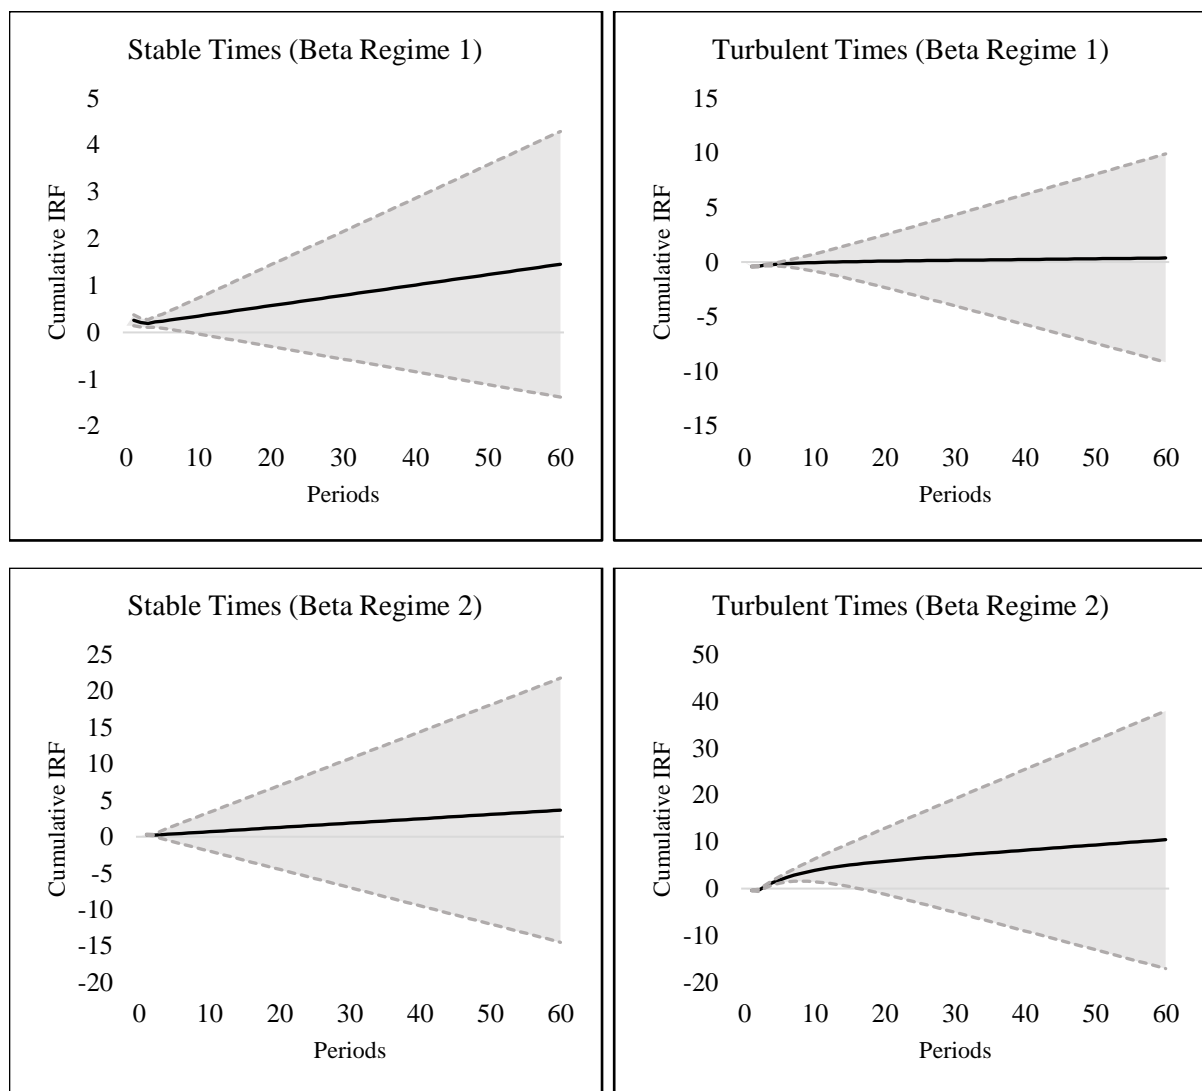 Stable Times (Beta Regime 1)
5
4
3
2
1
0
-1
-2
Cumulative IRF
0 10 20 30 40 50 60
Periods
Turbulent Times (Beta Regime 1)
15
10
5
0
-5
-10
-15
Cumulative IRF
0 10 20 30 40 50 60
Periods
Stable Times (Beta Regime 2)
25
20
15
10
5
0
-5
-10
-15
-20
Cumulative IRF
0 10 20 30 40 50 60
Periods
Turbulent Times (Beta Regime 2)
50
40
30
20
10
0
-10
-20
Cumulative IRF
0 10 20 30 40 50 60
Periods